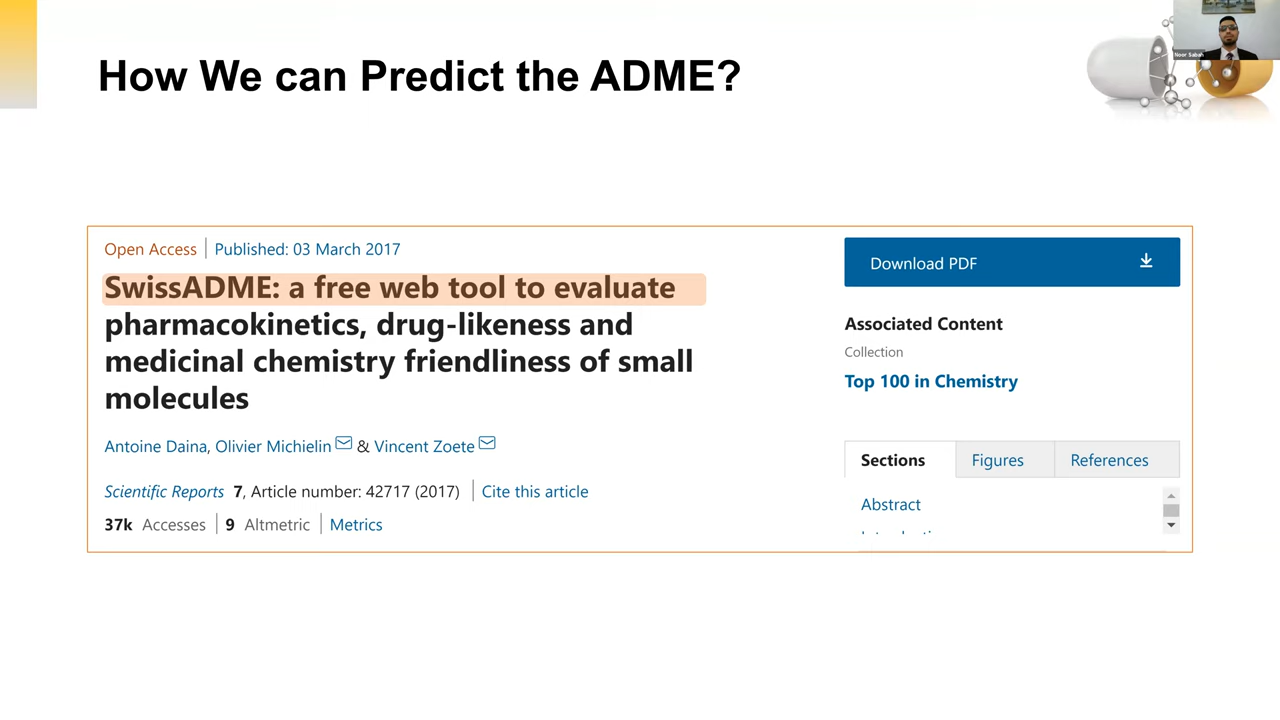 How We can Predict the ADME?
Noor Sabah
Open Access | Published: 03 March 2017
SwissADME: a free web tool to evaluate
pharmacokinetics, drug-likeness and
medicinal chemistry friendliness of small
molecules
Antoine Daina, Olivier Michielin & Vincent Zoete
Scientific Reports 7, Article number: 42717 (2017) | Cite this article
37k Accesses | 9 Altmetric | Metrics
Download PDF
Associated Content
Collection
Top 100 in Chemistry
Sections Figures References
Abstract